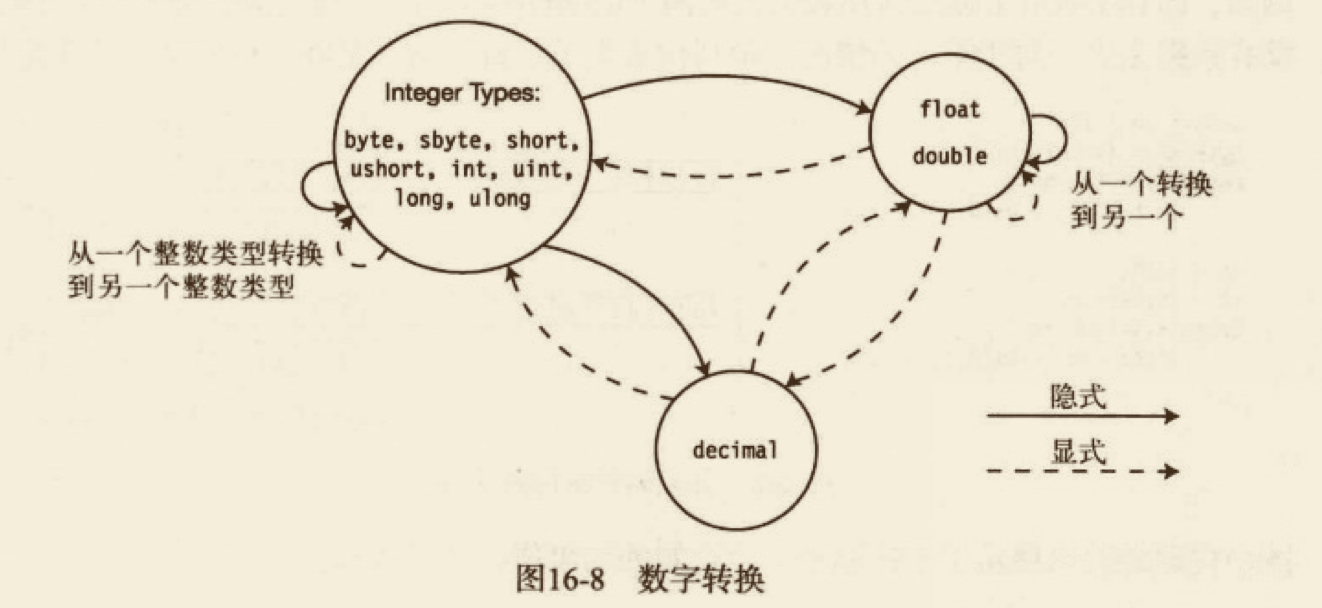 Integer Types:
byte, sbyte, short,
ushort, int, uint,
long, ulong
float
double
从一个转换
到另一个
从一个整数类型转换
到另一个整数类型
decimal
隐式
显式
图16-8 数字转换